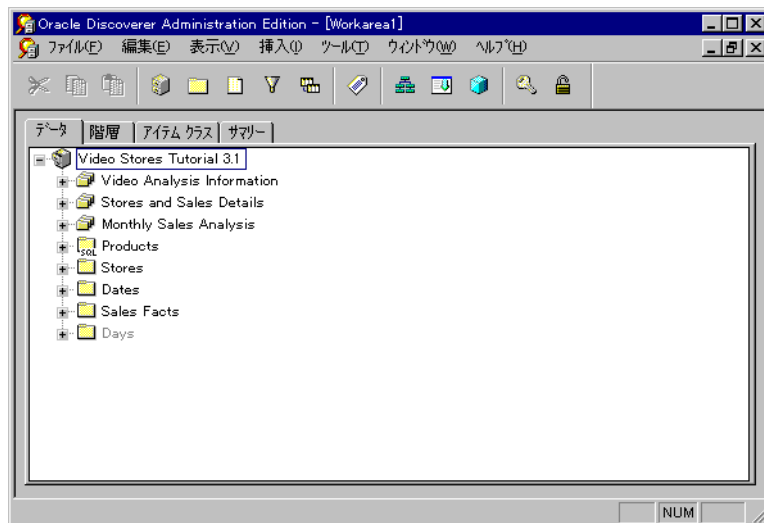 Oracle Discoverer Administration Edition - [Workarea1]
ﾌｧｲﾙ(F) 編集(E) 表示(V) 挿入(I) ﾂｰﾙ(T) ｳｨﾝﾄﾞｳ(W) ﾍﾙﾌﾟ(H)
ﾃﾞｰﾀ 階層 ｱｲﾃﾑ ｸﾗｽ ｻﾏﾘｰ
Video Stores Tutorial 3.1
Video Analysis Information
Stores and Sales Details
Monthly Sales Analysis
SQL Products
Stores
Dates
Sales Facts
Days
NUM